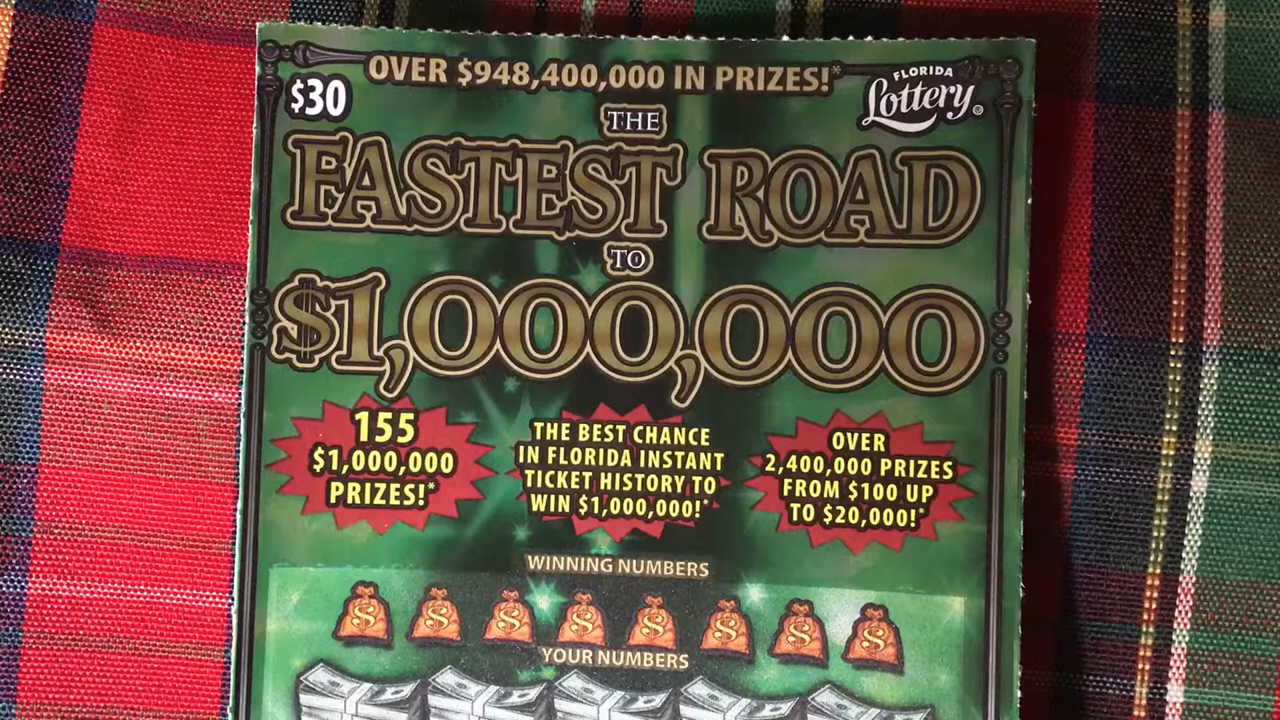 OVER $948,400,000 IN PRIZES!*
$30
FLORIDA
Lottery®
THE
FASTEST ROAD
TO
$1,000,000
155
$1,000,000
PRIZES!*
THE BEST CHANCE
IN FLORIDA INSTANT
TICKET HISTORY TO
WIN $1,000,000!*
OVER
2,400,000 PRIZES
FROM $100 UP
TO $20,000!*
WINNING NUMBERS
$ $ $ $ $ $ $ $
YOUR NUMBERS